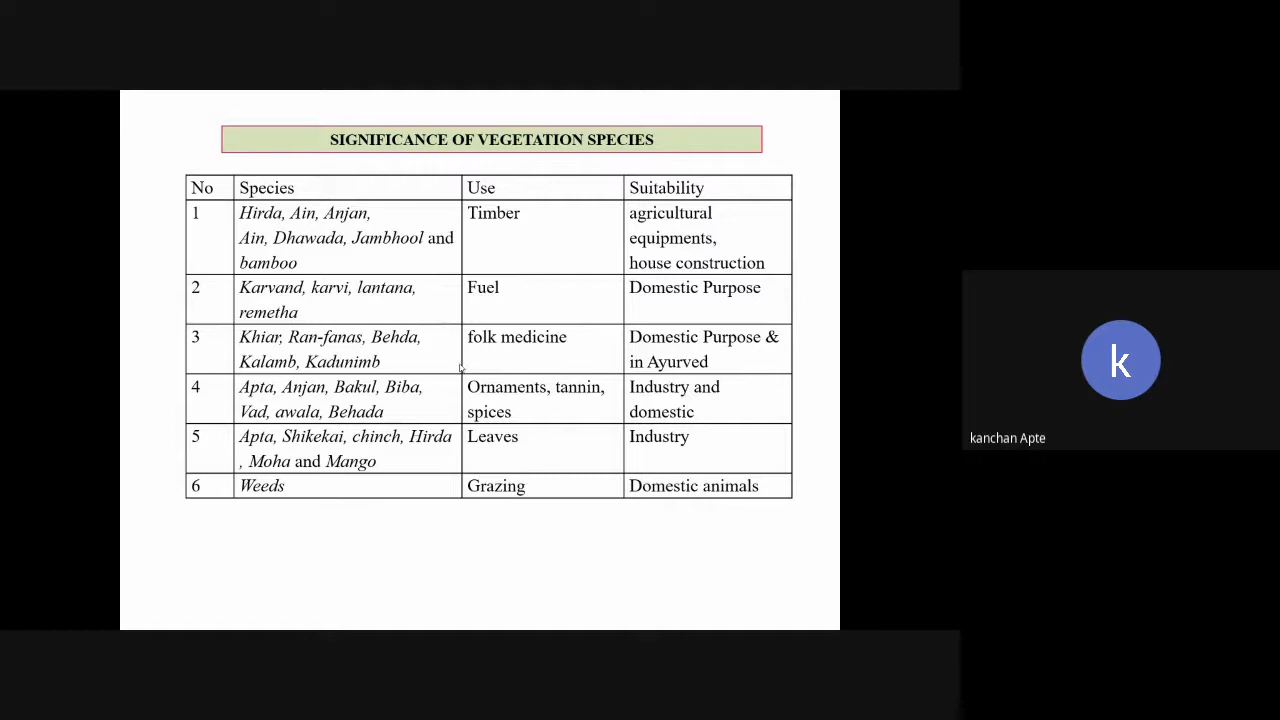 SIGNIFICANCE OF VEGETATION SPECIES
No Species Use Suitability
1 Hirda, Ain, Anjan, Timber agricultural
Ain, Dhawada, Jambhool and equipments,
bamboo house construction
2 Karvand, karvi, lantana, Fuel Domestic Purpose
remetha
3 Khiar, Ran-fanas, Behda, folk medicine Domestic Purpose &
Kalamb, Kadunimb in Ayurved
4 Apta, Anjan, Bakul, Biba, Ornaments, tannin, Industry and
Vad, awala, Behada spices domestic
5 Apta, Shikekai, chinch, Hirda Leaves Industry
, Moha and Mango
6 Weeds Grazing Domestic animals
k
kanchan Apte